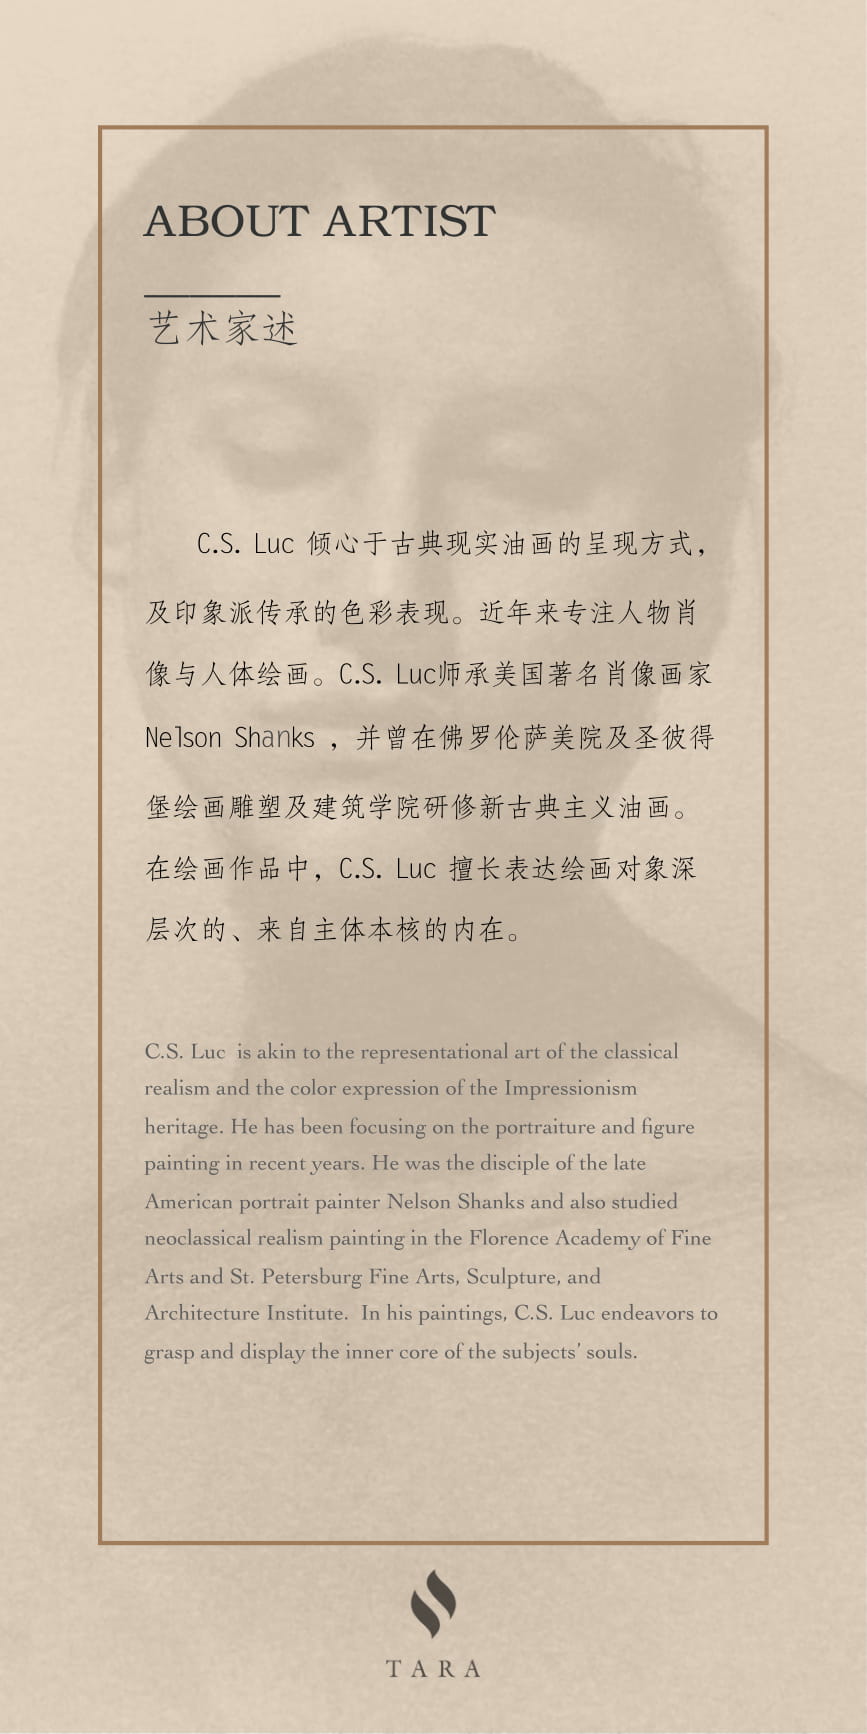 ABOUT ARTIST
艺术家述
C.S. Luc 倾心于古典现实油画的呈现方式，
及印象派传承的色彩表现。近年来专注人物肖
像与人体绘画。C.S. Luc师承美国著名肖像画家
Nelson Shanks ，并曾在佛罗伦萨美院及圣彼得
堡绘画雕塑及建筑学院研修新古典主义油画。
在绘画作品中，C.S. Luc 擅长表达绘画对象深
层次的、来自主体本核的内在。
C.S. Luc  is akin to the representational art of the classical
realism and the color expression of the Impressionism
heritage. He has been focusing on the portraiture and figure
painting in recent years. He was the disciple of the late
American portrait painter Nelson Shanks and also studied
neoclassical realism painting in the Florence Academy of Fine
Arts and St. Petersburg Fine Arts, Sculpture, and
Architecture Institute.  In his paintings, C.S. Luc endeavors to
grasp and display the inner core of the subjects’ souls.
TARA